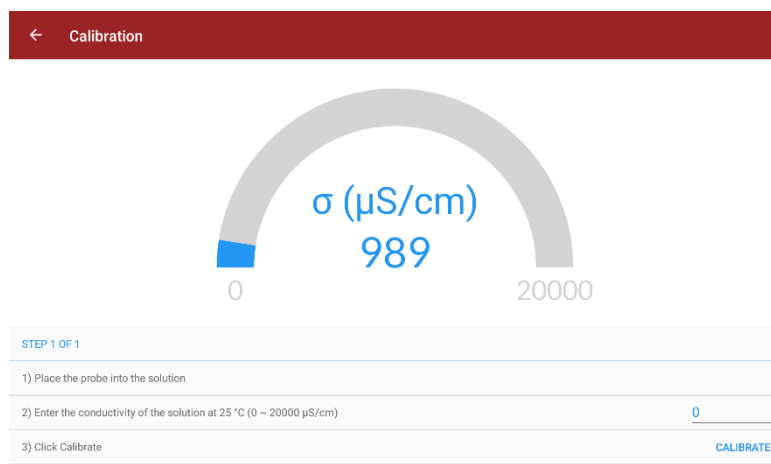 Calibration
σ (µS/cm)
989
0
20000
STEP 1 OF 1
1) Place the probe into the solution
2) Enter the conductivity of the solution at 25 °C (0 ~ 20000 µS/cm)
0
3) Click Calibrate
CALIBRATE